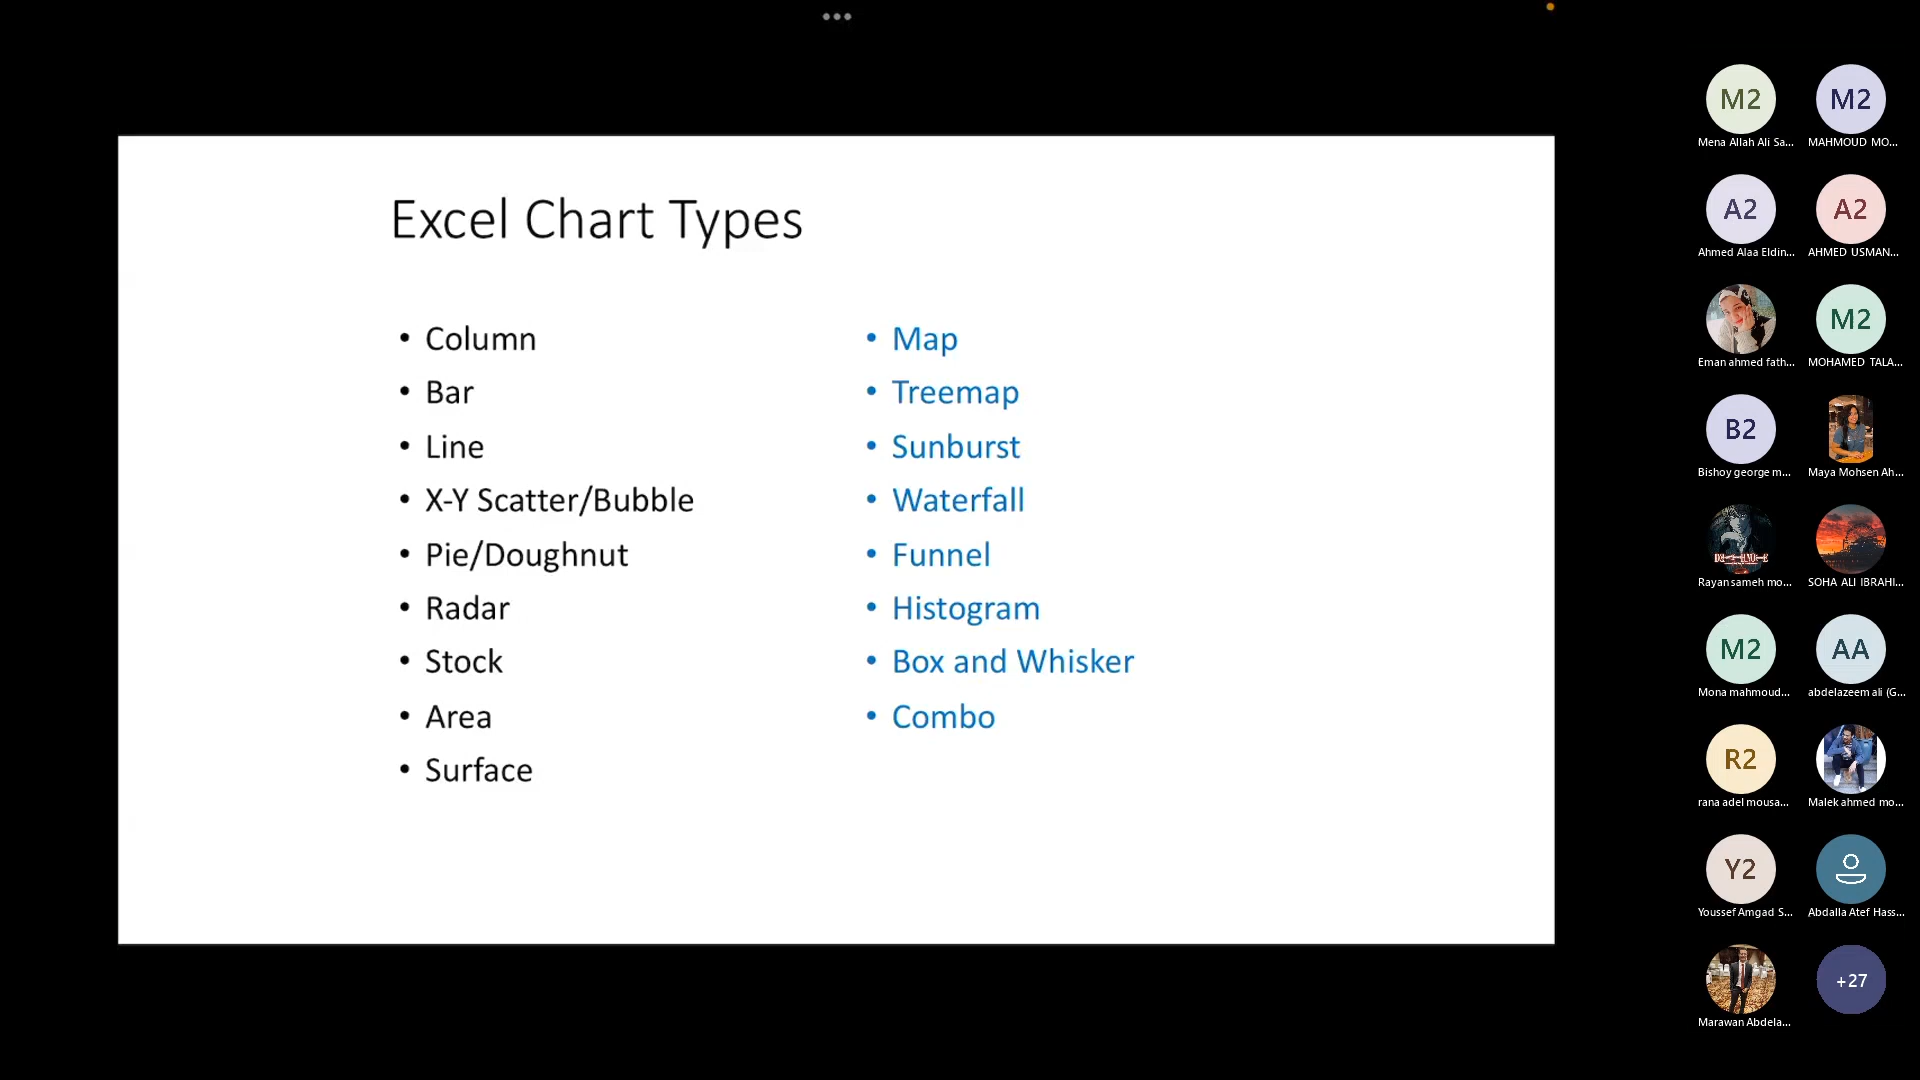 Excel Chart Types
• Column
• Bar
• Line
• X-Y Scatter/Bubble
• Pie/Doughnut
• Radar
• Stock
• Area
• Surface
• Map
• Treemap
• Sunburst
• Waterfall
• Funnel
• Histogram
• Box and Whisker
• Combo
M2
M2
Mena Allah Ali Sa...
MAHMOUD MO...
A2
A2
Ahmed Alaa Eldin...
AHMED USMAN...
M2
Eman ahmed fath...
MOHAMED TALA...
B2
Bishoy george m...
Maya Mohsen Ah...
Rayan sameh mo...
SOHA ALI IBRAHI...
M2
AA
Mona mahmoud...
abdelazeem ali (G...
R2
rana adel mousa...
Malek ahmed mo...
Y2
Youssef Amgad S...
Abdalla Atef Hass...
+27
Marawan Abdela...